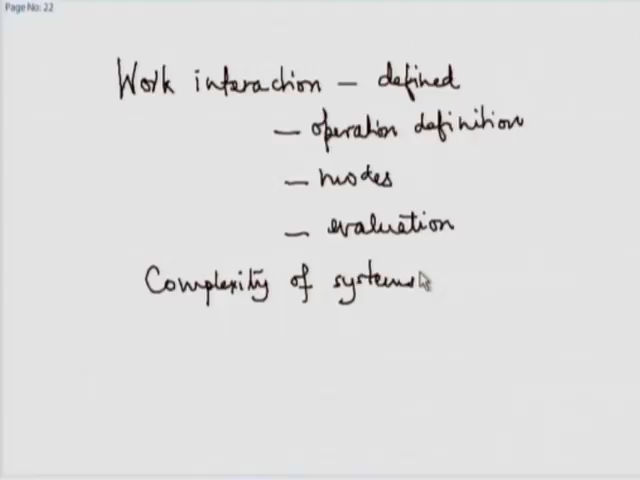 Page No: 22
Work interaction — defined
— operation definition
— modes
— evaluation
Complexity of systems